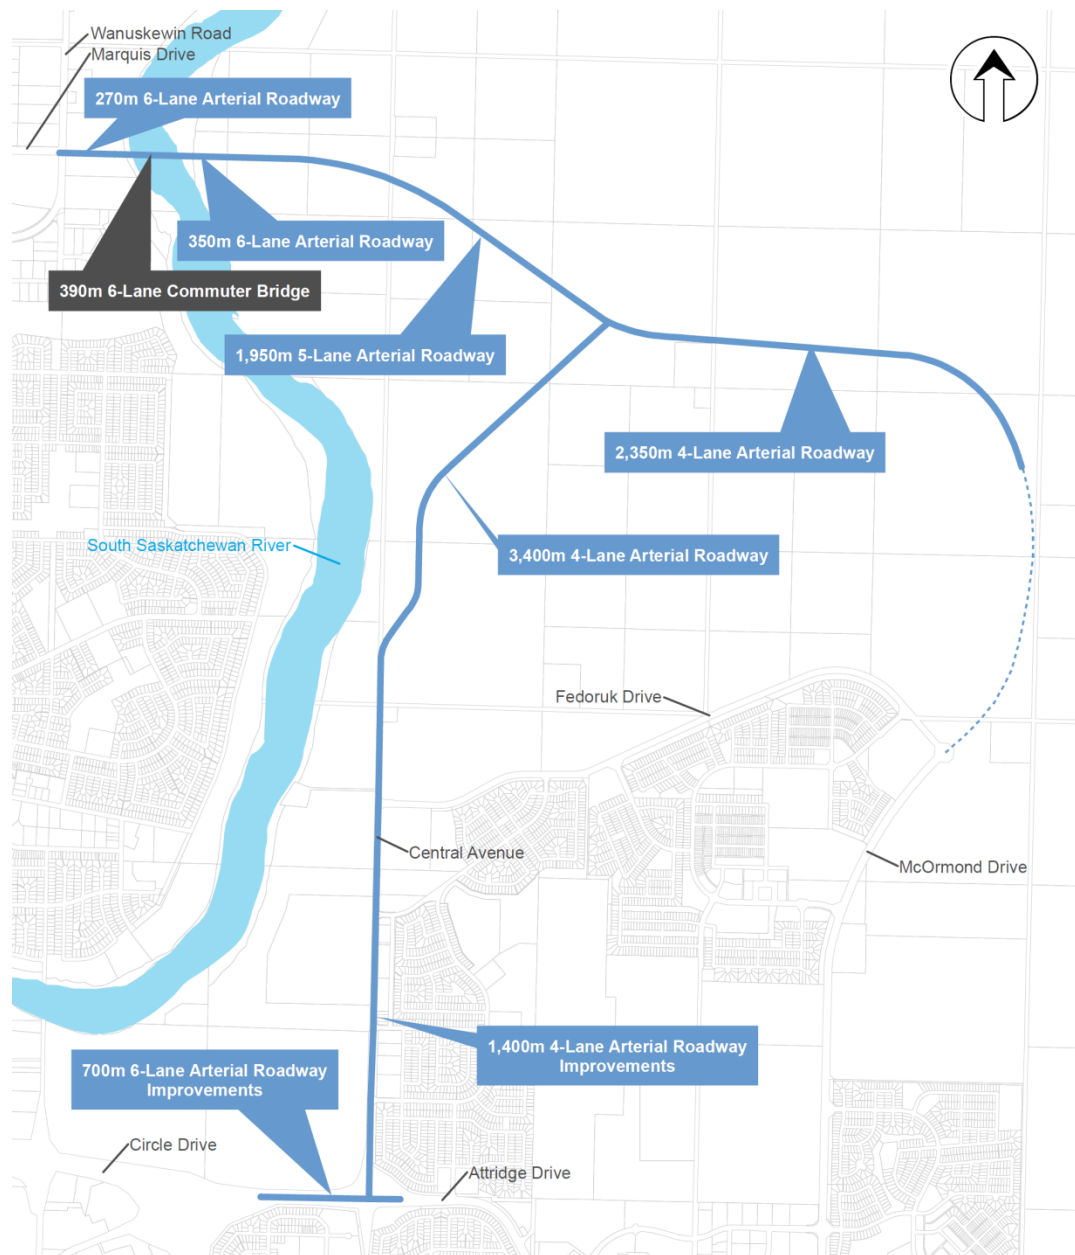 Wanuskewin Road
Marquis Drive
270m 6-Lane Arterial Roadway
350m 6-Lane Arterial Roadway
390m 6-Lane Commuter Bridge
1,950m 5-Lane Arterial Roadway
2,350m 4-Lane Arterial Roadway
South Saskatchewan River
3,400m 4-Lane Arterial Roadway
Fedoruk Drive
Central Avenue
McOrmond Drive
1,400m 4-Lane Arterial Roadway
Improvements
700m 6-Lane Arterial Roadway
Improvements
Circle Drive
Attridge Drive